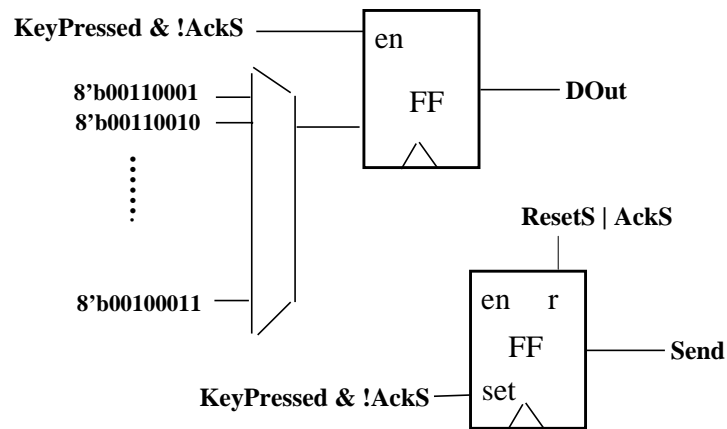 KeyPressed & !AckS
en
8’b00110001
FF
DOut
8’b00110010
ResetS | AckS
8’b00100011
en r
FF
Send
KeyPressed & !AckS
set